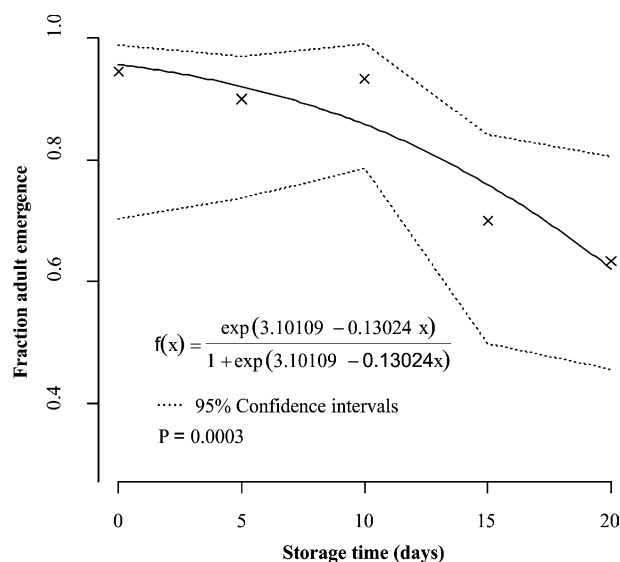 1.0
0.8
0.6
0.4
Fraction adult emergence
f(x) = exp(3.10109 − 0.13024 x)
1 + exp(3.10109 − 0.13024x)
95% Confidence intervals
P = 0.0003
0 5 10 15 20
Storage time (days)